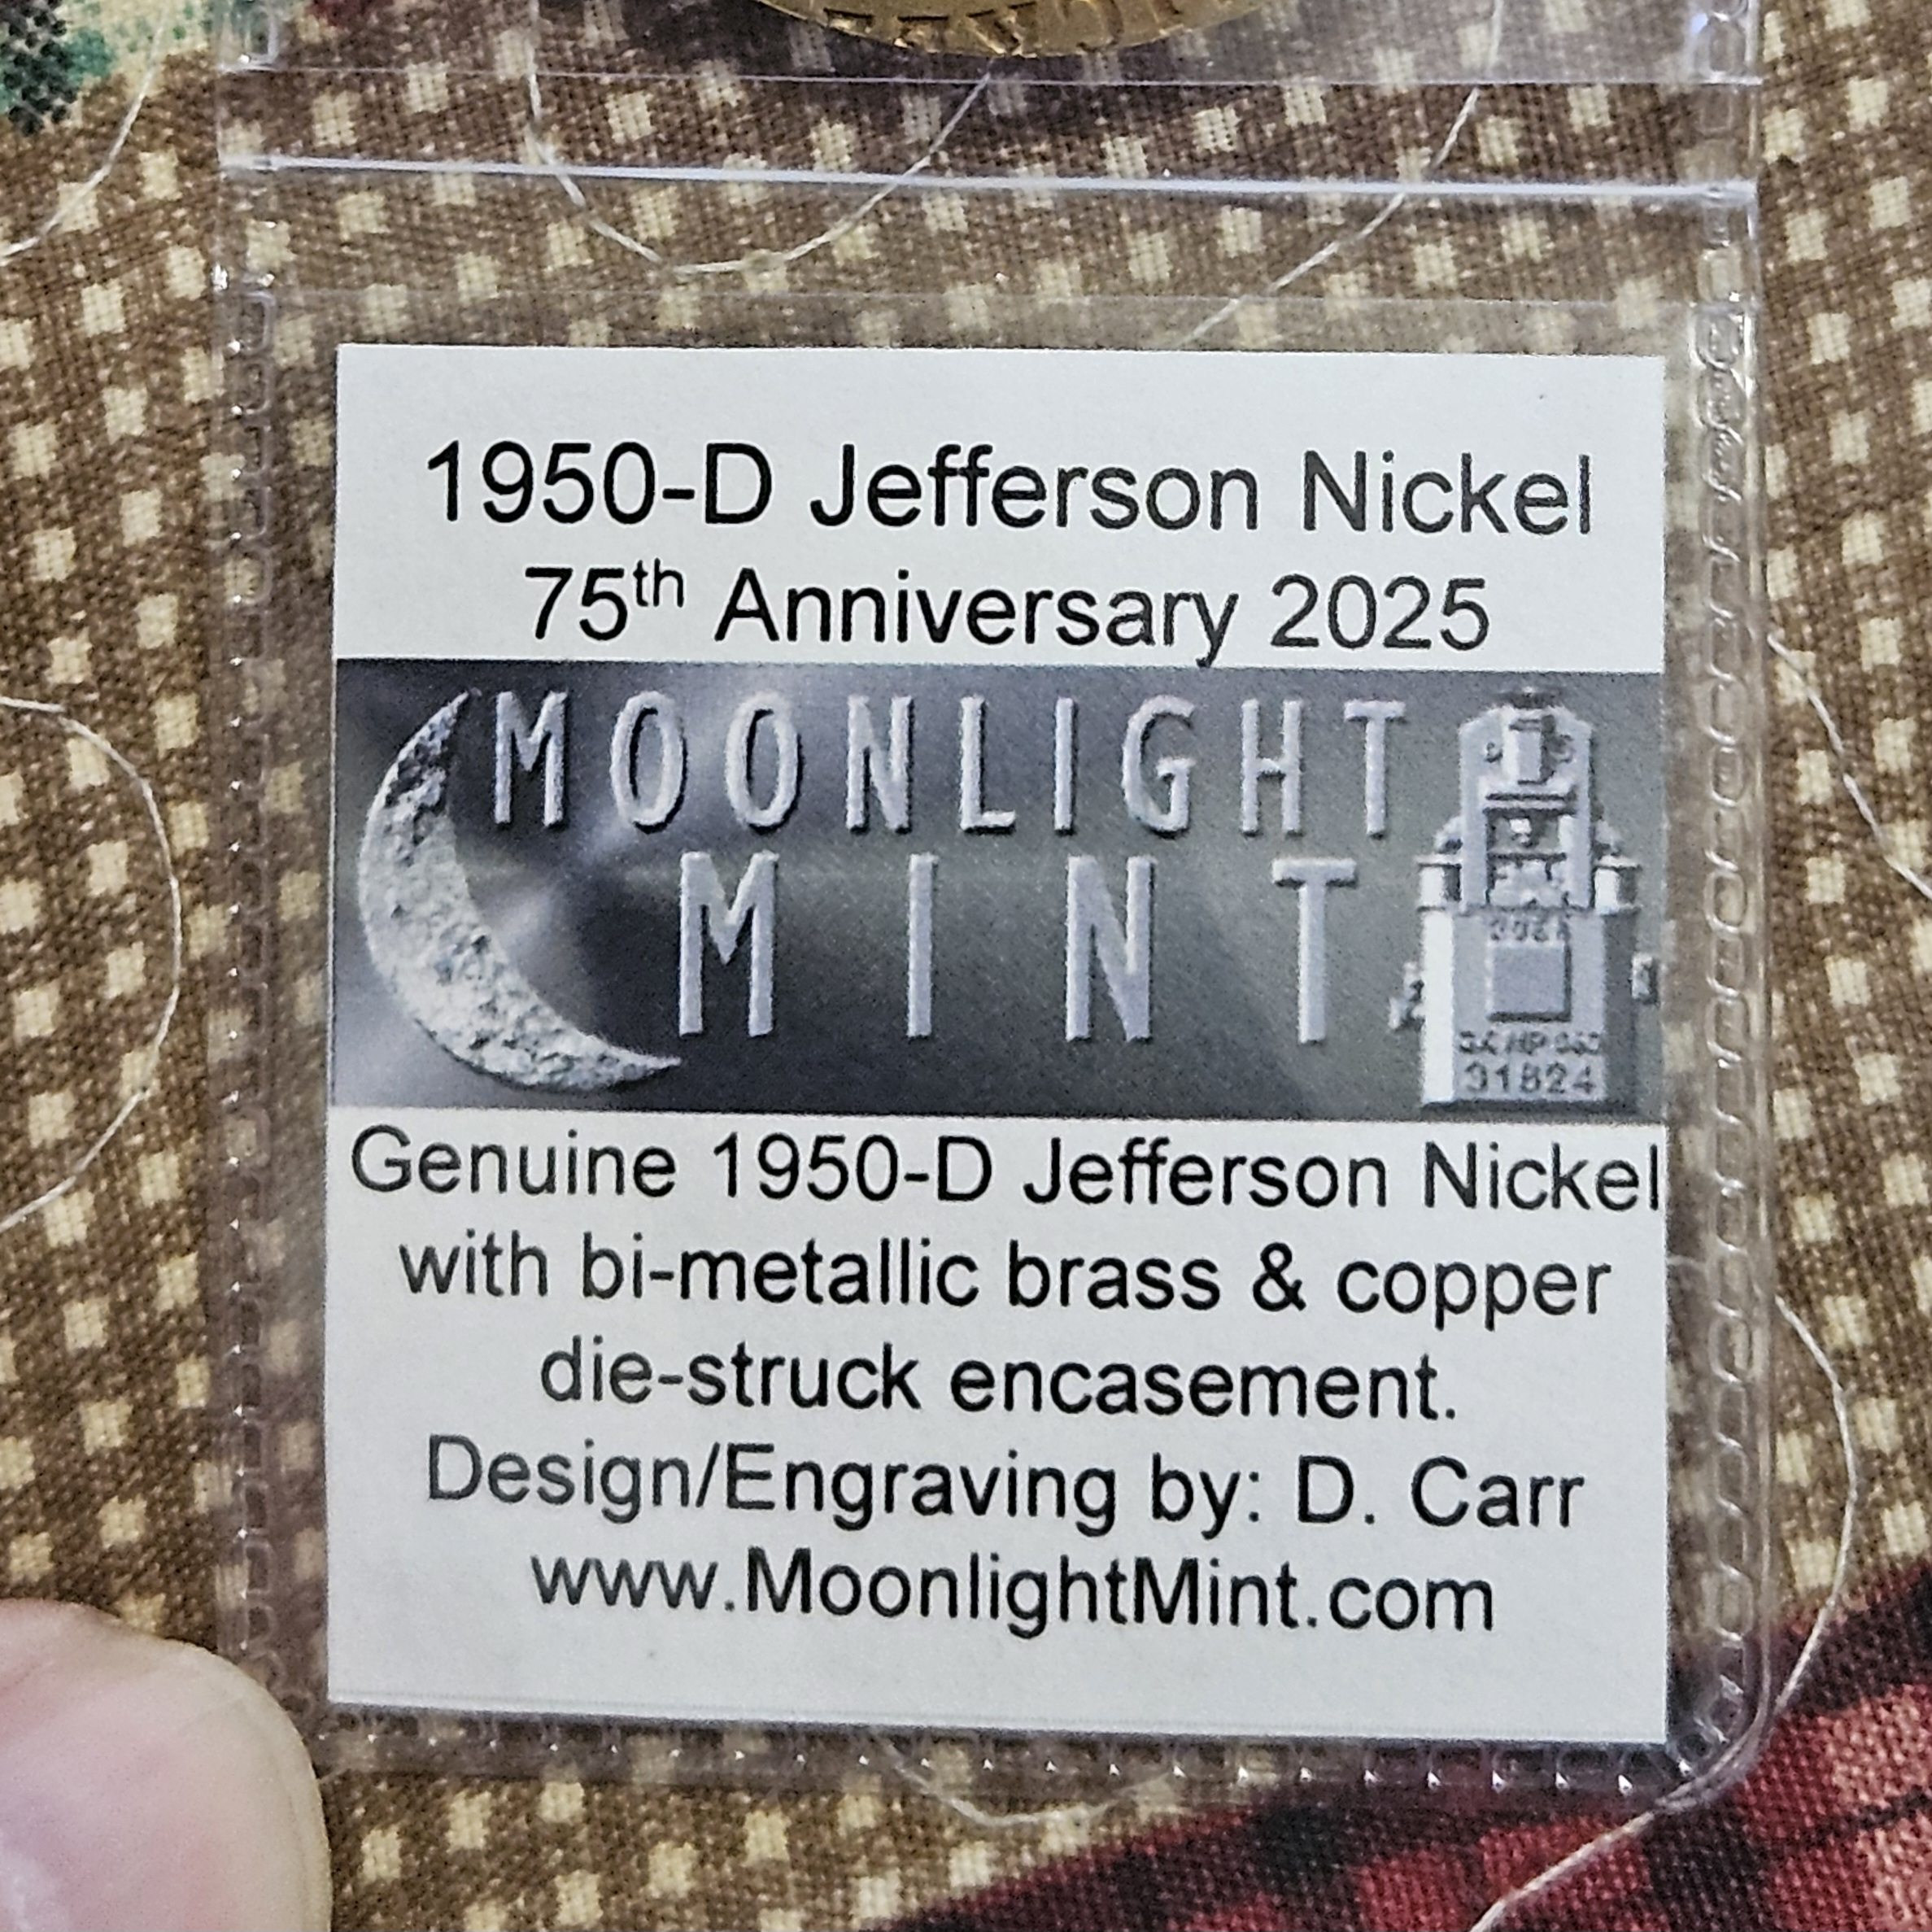 1950-D Jefferson Nickel
75th Anniversary 2025
MOONLIGHT
MINT
31824
Genuine 1950-D Jefferson Nickel
with bi-metallic brass & copper
die-struck encasement.
Design/Engraving by: D. Carr
www.MoonlightMint.com